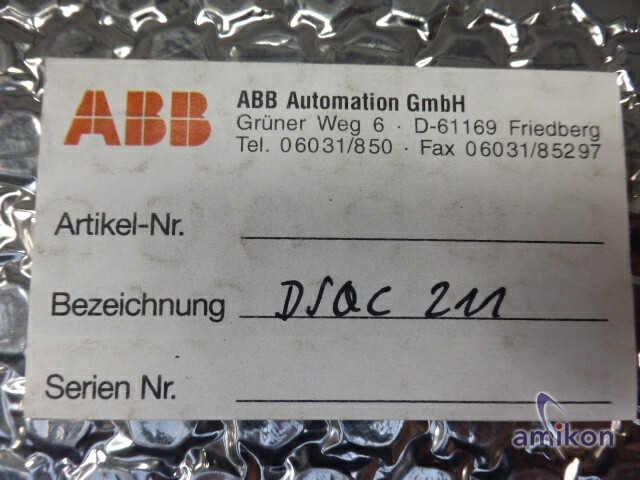 ABB
ABB Automation GmbH
Grüner Weg 6 · D-61169 Friedberg
Tel. 06031/850 · Fax 06031/85297
Artikel-Nr.
Bezeichnung DSQC 211
Serien Nr.
amikon